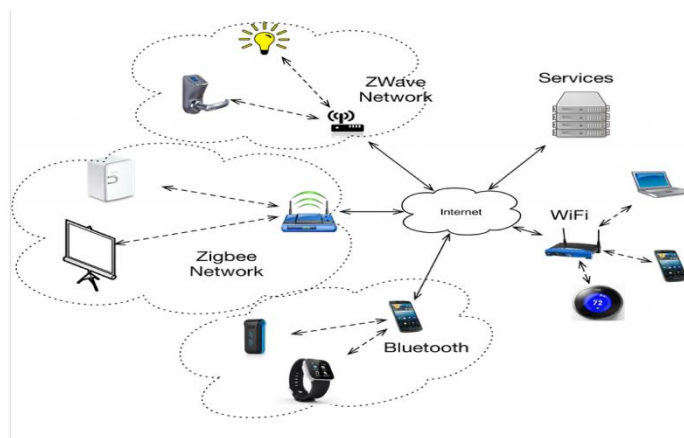 ZWave
Network
Services
Internet
WiFi
72
Zigbee
Network
Bluetooth